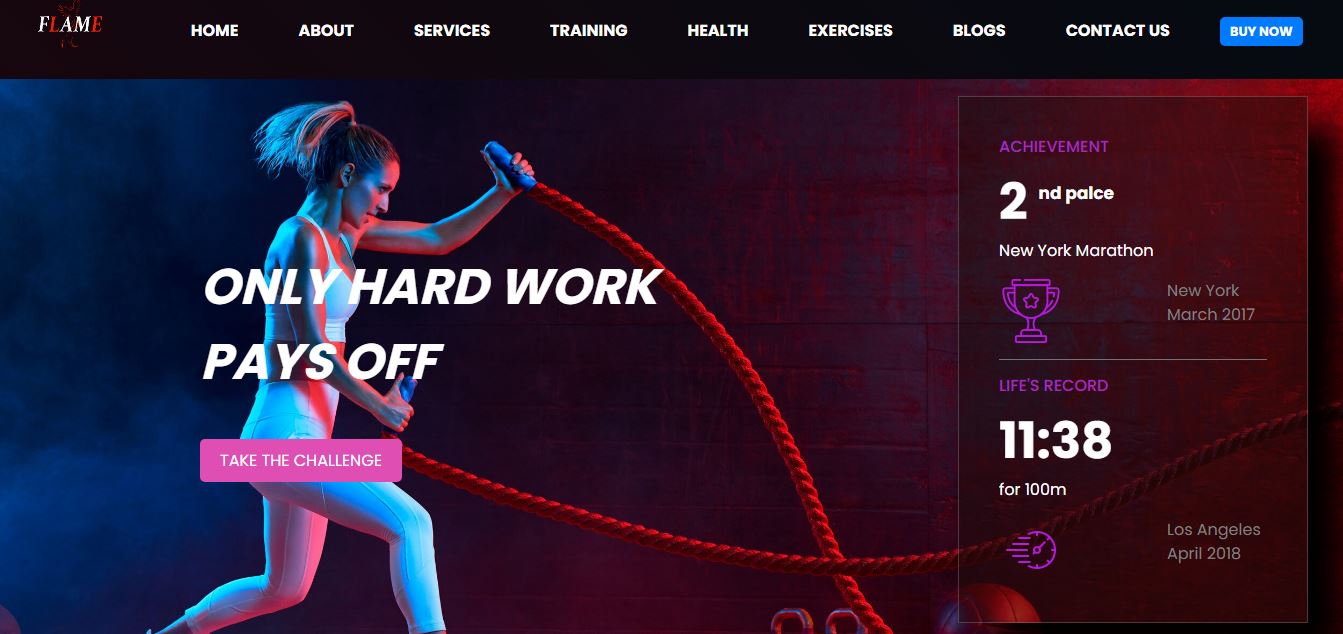 FLAME
HOME ABOUT SERVICES TRAINING HEALTH EXERCISES BLOGS CONTACT US BUY NOW
ONLY HARD WORK
PAYS OFF
TAKE THE CHALLENGE
ACHIEVEMENT
2 nd palce
New York Marathon
New York
March 2017
LIFE'S RECORD
11:38
for 100m
Los Angeles
April 2018